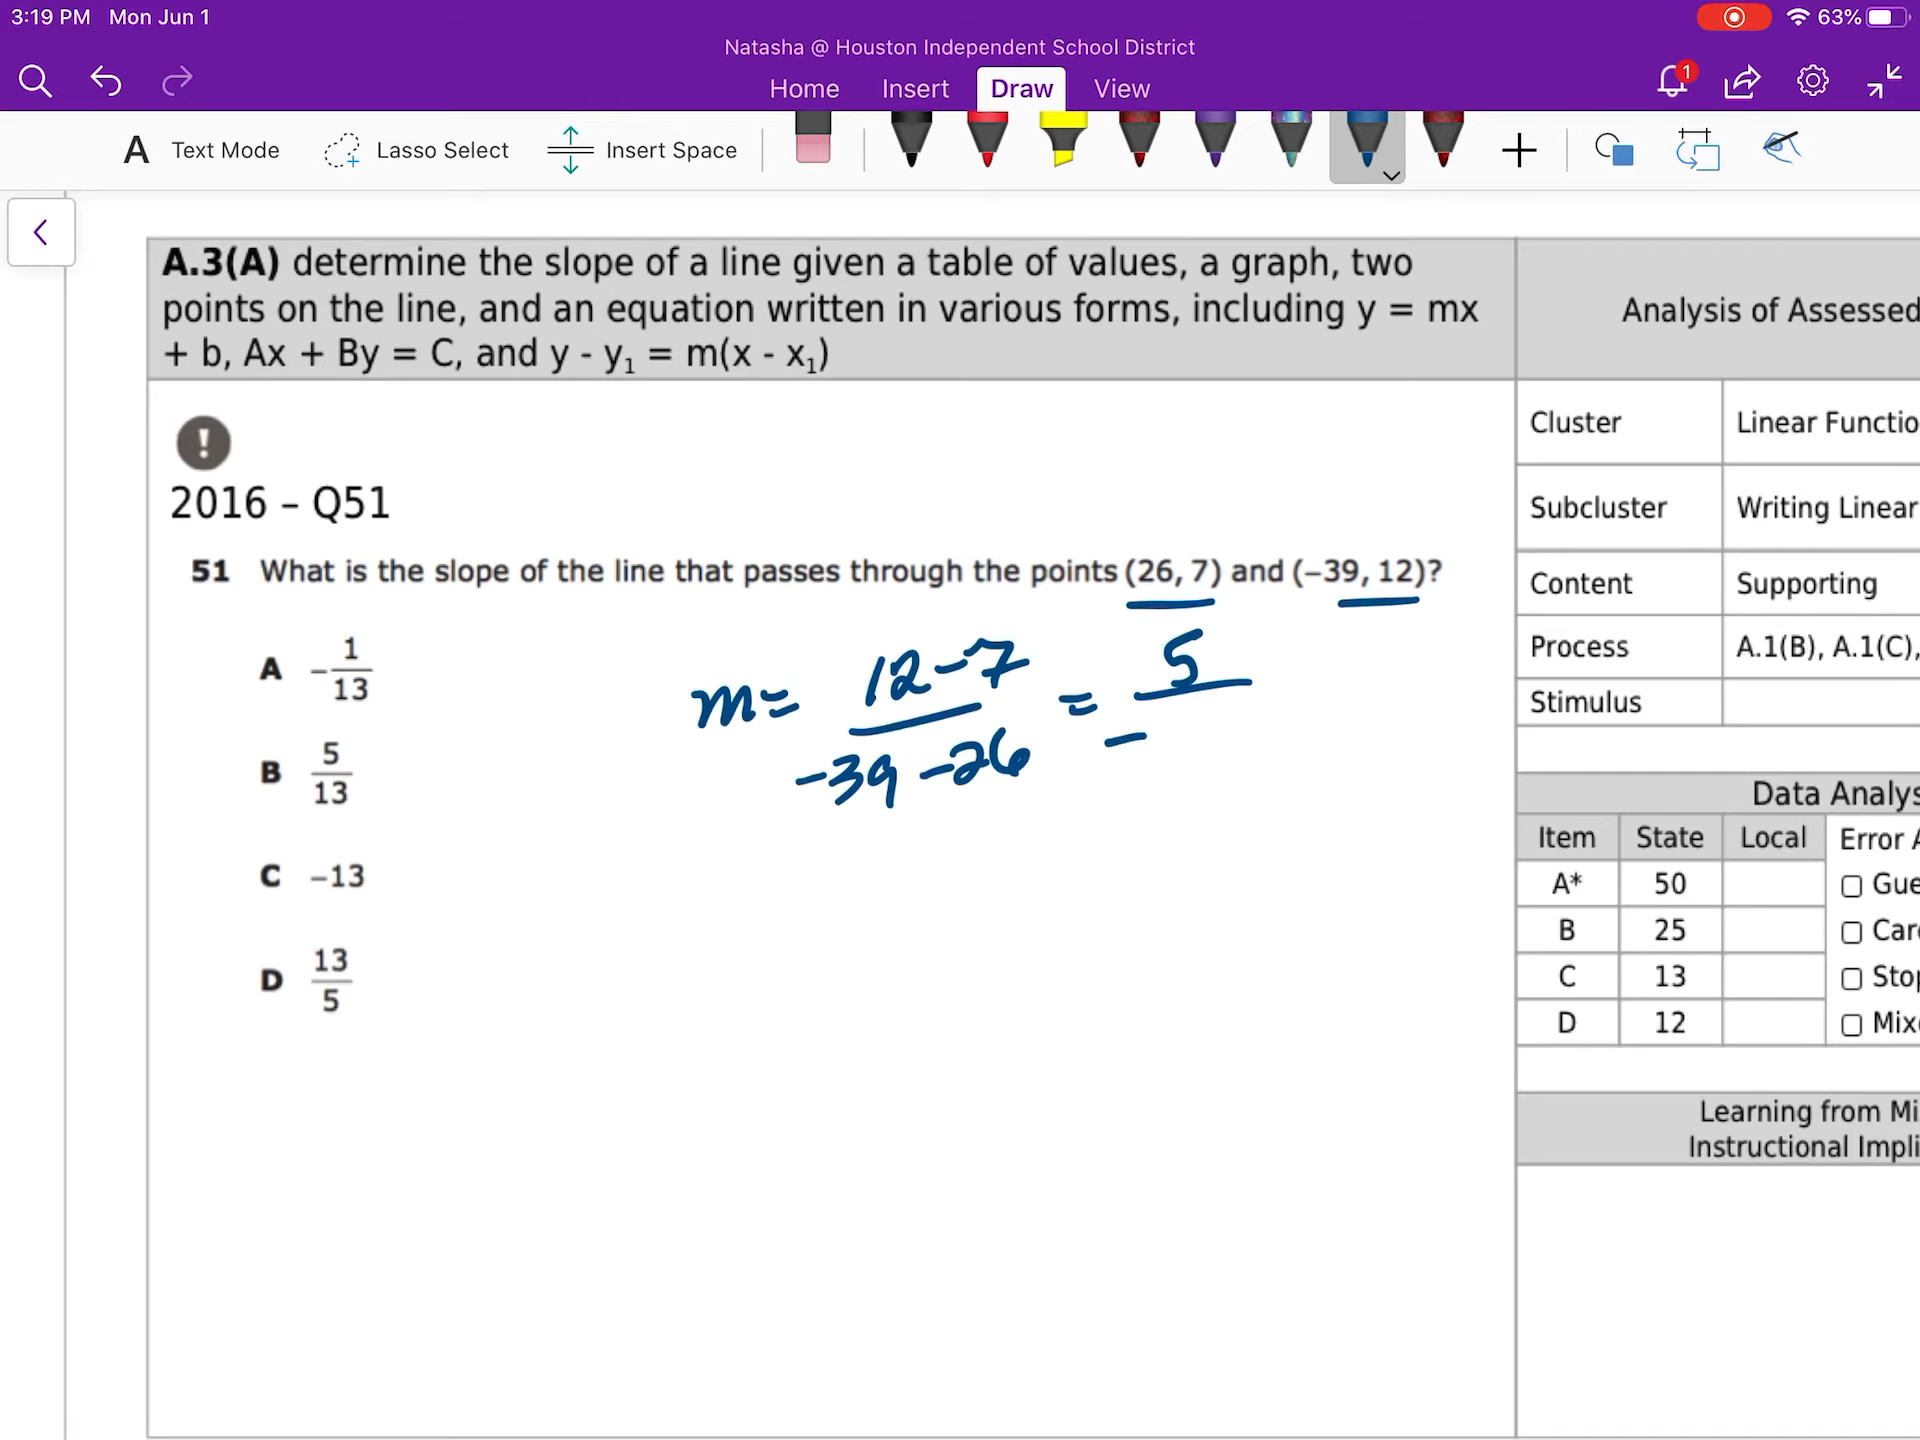 3:19 PM Mon Jun 1
63%
Natasha @ Houston Independent School District
Home Insert Draw View
1
A Text Mode Lasso Select Insert Space
A.3(A) determine the slope of a line given a table of values, a graph, two
points on the line, and an equation written in various forms, including y = mx
+ b, Ax + By = C, and y - y₁ = m(x - x₁)
!
2016 – Q51
51 What is the slope of the line that passes through the points (26, 7) and (−39, 12)?
A −1/13
B 5/13
C −13
D 13/5
m = 12 − 7 / −39 − 26 = 5 / −
Analysis of Assessed
Cluster Linear Functio
Subcluster Writing Linear
Content Supporting
Process A.1(B), A.1(C),
Stimulus
Data Analys
Item State Local Error A
A* 50 Gue
B 25 Car
C 13 Stop
D 12 Mix
Learning from Mi
Instructional Impli